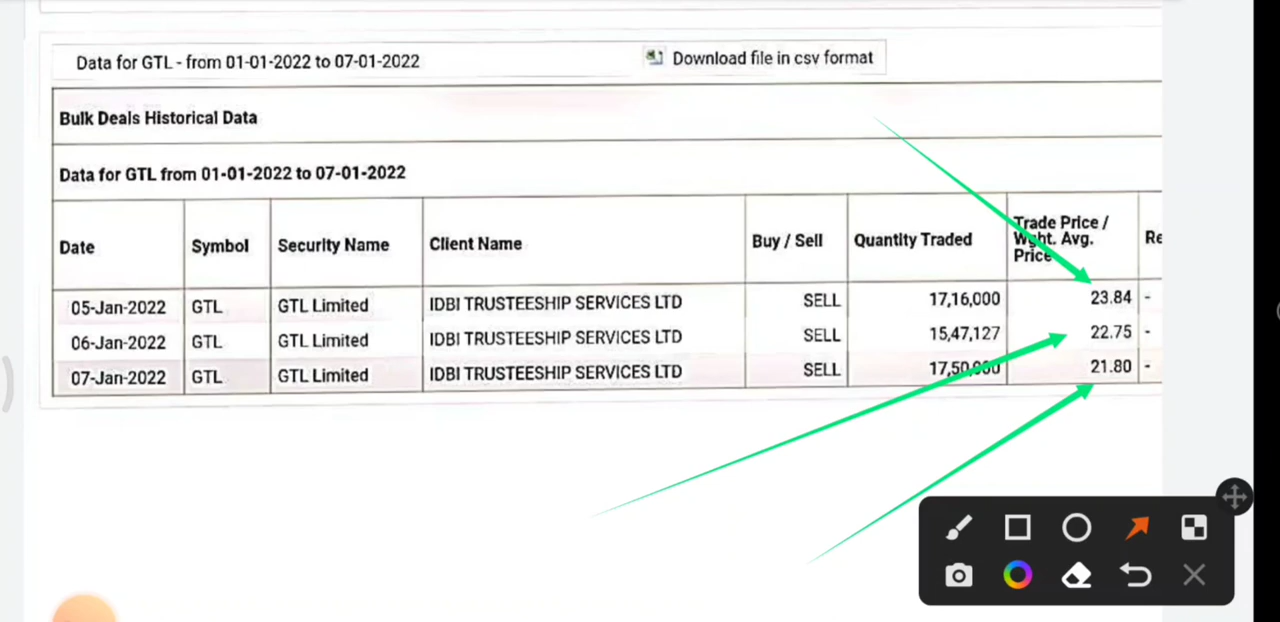 Data for GTL - from 01-01-2022 to 07-01-2022 Download file in csv format
Bulk Deals Historical Data
Data for GTL from 01-01-2022 to 07-01-2022
Date Symbol Security Name Client Name Buy / Sell Quantity Traded Trade Price / Wght. Avg. Price Re
05-Jan-2022 GTL GTL Limited IDBI TRUSTEESHIP SERVICES LTD SELL 17,16,000 23.84 -
06-Jan-2022 GTL GTL Limited IDBI TRUSTEESHIP SERVICES LTD SELL 15,47,127 22.75 -
07-Jan-2022 GTL GTL Limited IDBI TRUSTEESHIP SERVICES LTD SELL 17,50,000 21.80 -